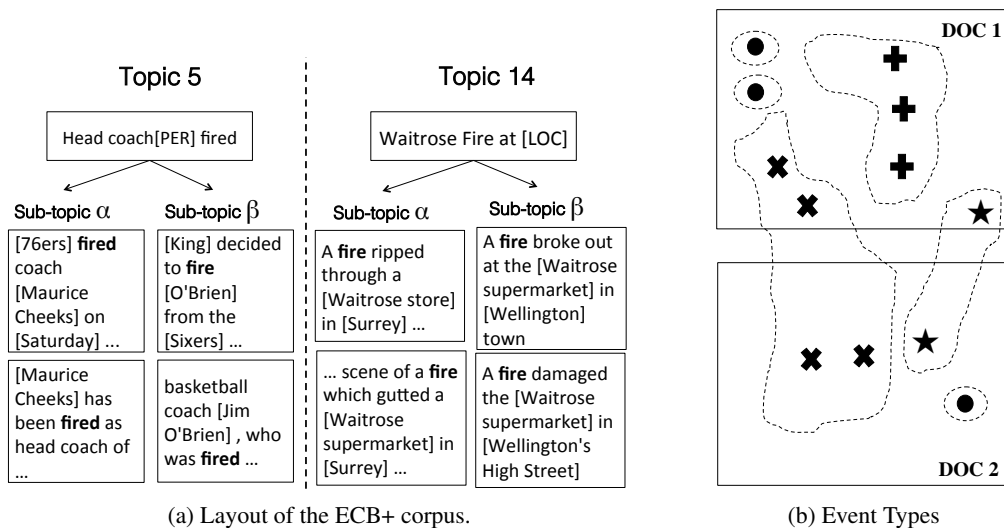 Topic 5
Topic 14
Head coach[PER] fired
Waitrose Fire at [LOC]
Sub-topic α
Sub-topic β
[76ers] fired
coach
[Maurice
Cheeks] on
[Saturday] ...
[King] decided
to fire
[O'Brien]
from the
[Sixers] ...
[Maurice
Cheeks] has
been fired as
head coach of
...
basketball
coach [Jim
O'Brien] , who
was fired ...
Sub-topic α
Sub-topic β
A fire ripped
through a
[Waitrose store]
in [Surrey] ...
A fire broke out
at the [Waitrose
supermarket] in
[Wellington]
town
... scene of a fire
which gutted a
[Waitrose
supermarket] in
[Surrey] ...
A fire damaged
the [Waitrose
supermarket] in
[Wellington's
High Street]
(a) Layout of the ECB+ corpus.
DOC 1
DOC 2
(b) Event Types